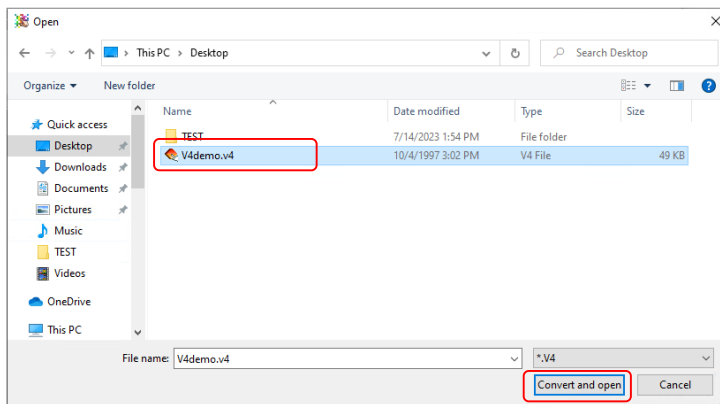 Open
This PC > Desktop
Search Desktop
Organize
New folder
Name
Date modified
Type
Size
Quick access
Desktop
Downloads
Documents
Pictures
Music
TEST
Videos
OneDrive
This PC
TEST
7/14/2023 1:54 PM
File folder
V4demo.v4
10/4/1997 3:02 PM
V4 File
49 KB
File name:
V4demo.v4
*.V4
Convert and open
Cancel